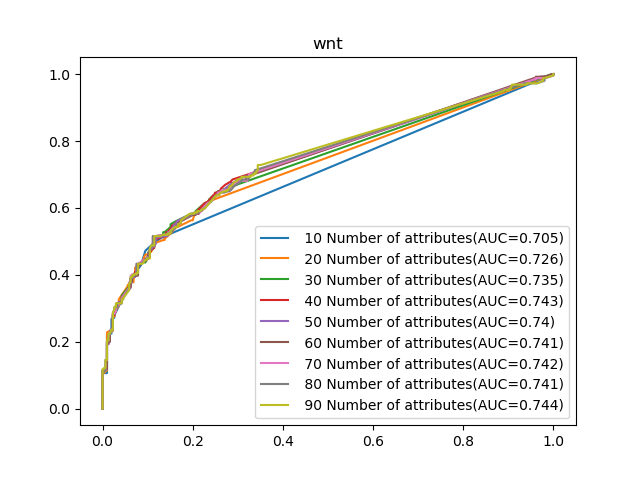 wnt
1.0
0.8
0.6
0.4
0.2
0.0
10 Number of attributes(AUC=0.705)
20 Number of attributes(AUC=0.726)
30 Number of attributes(AUC=0.735)
40 Number of attributes(AUC=0.743)
50 Number of attributes(AUC=0.74)
60 Number of attributes(AUC=0.741)
70 Number of attributes(AUC=0.742)
80 Number of attributes(AUC=0.741)
90 Number of attributes(AUC=0.744)
0.0 0.2 0.4 0.6 0.8 1.0